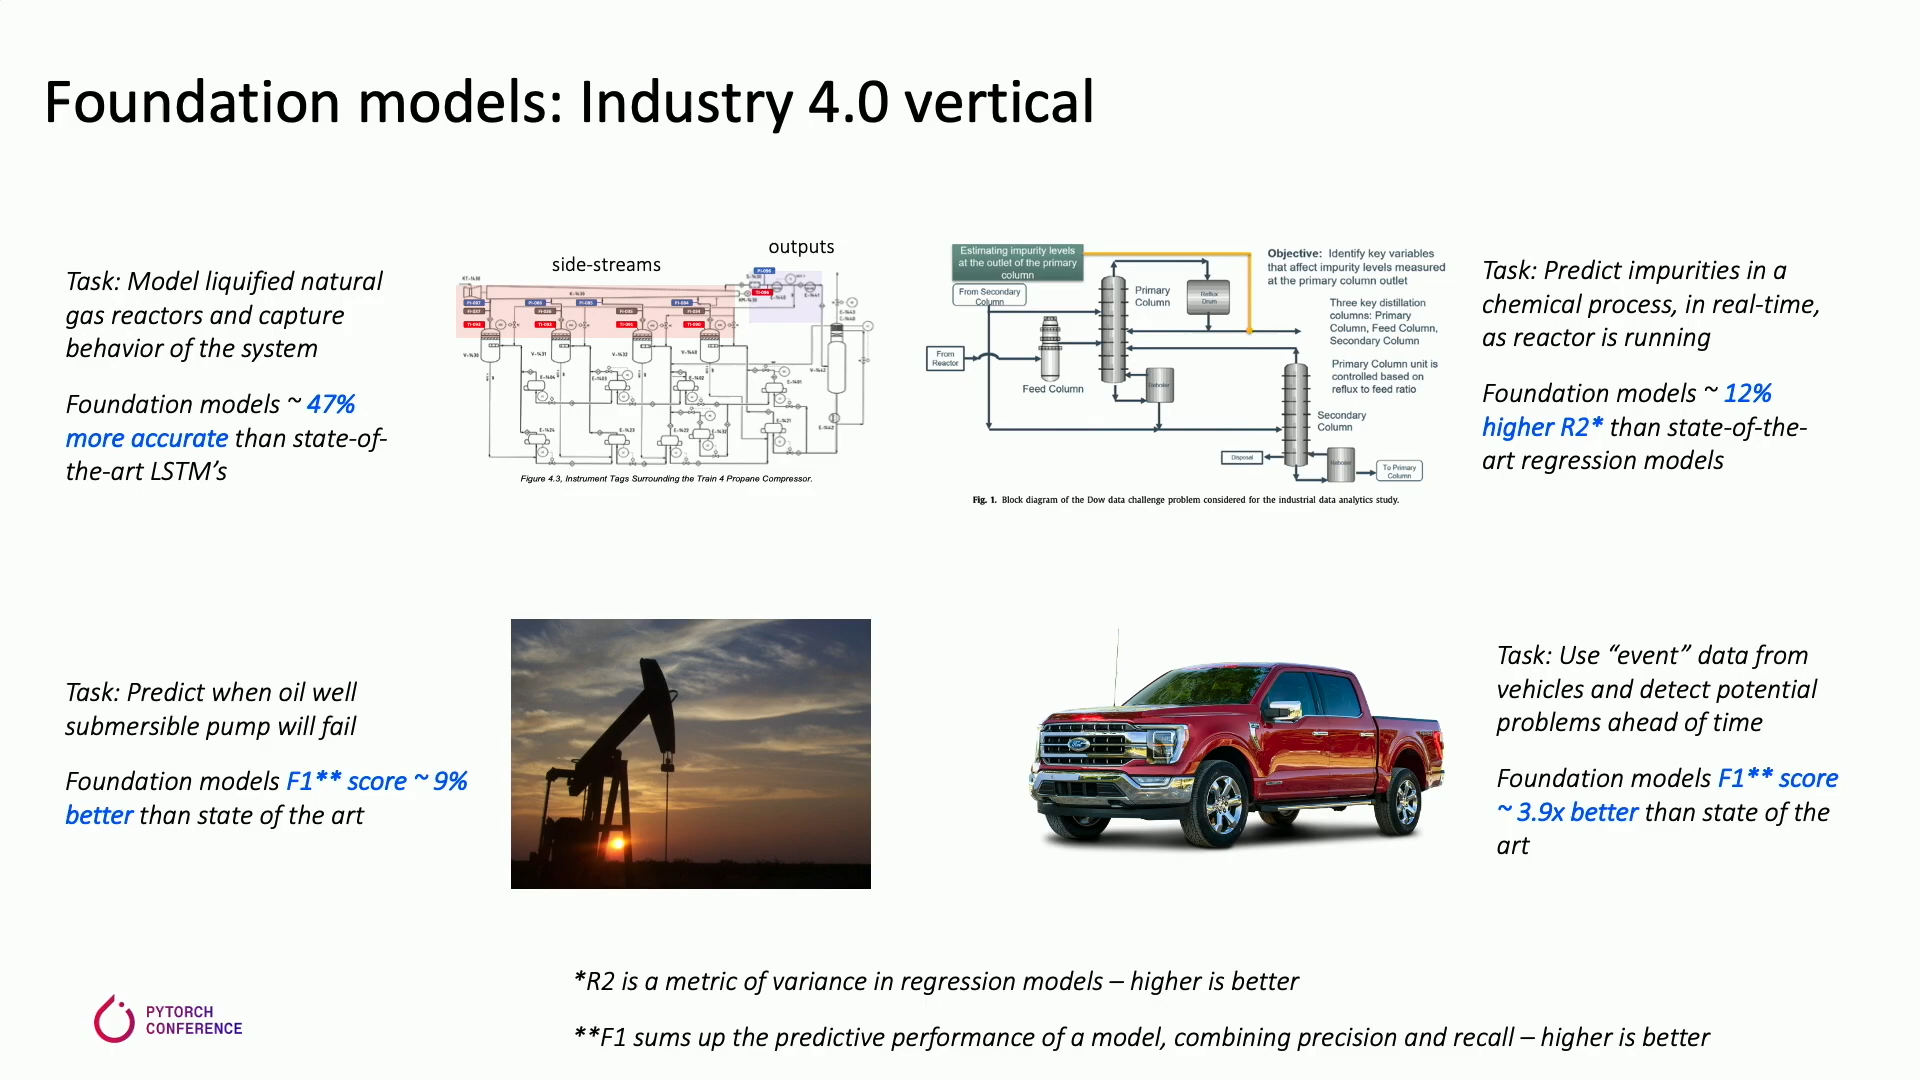 Foundation models: Industry 4.0 vertical
Task: Model liquified natural
gas reactors and capture
behavior of the system
Foundation models ~ 47%
more accurate than state-of-
the-art LSTM’s
side-streams
outputs
Figure 4.3, Instrument Tags Surrounding the Train 4 Propane Compressor.
Estimating impurity levels
at the outlet of the primary
column
From Secondary
Column
From
Reactor
Feed Column
Primary
Column
Reflux
Drum
Reboiler
Objective: Identify key variables
that affect impurity levels measured
at the primary column outlet
Three key distillation
columns: Primary
Column, Feed Column,
Secondary Column
Primary Column unit is
controlled based on
reflux to feed ratio
Secondary
Column
Disposal
Reboiler
To Primary
Column
Fig. 1. Block diagram of the Dow data challenge problem considered for the industrial data analytics study.
Task: Predict impurities in a
chemical process, in real-time,
as reactor is running
Foundation models ~ 12%
higher R2* than state-of-the-
art regression models
Task: Predict when oil well
submersible pump will fail
Foundation models F1** score ~ 9%
better than state of the art
Ford
Task: Use “event” data from
vehicles and detect potential
problems ahead of time
Foundation models F1** score
~ 3.9x better than state of the
art
*R2 is a metric of variance in regression models – higher is better
**F1 sums up the predictive performance of a model, combining precision and recall – higher is better
PYTORCH
CONFERENCE